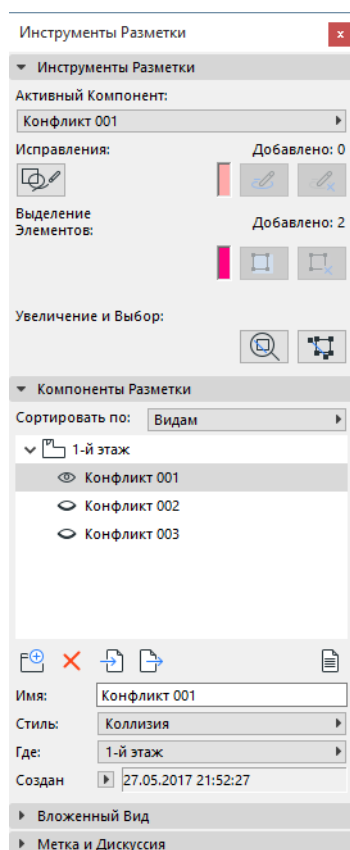 Инструменты Разметки
x
Инструменты Разметки
Активный Компонент:
Конфликт 001
Исправления: Добавлено: 0
Выделение
Элементов: Добавлено: 2
Увеличение и Выбор:
Компоненты Разметки
Сортировать по: Видам
1-й этаж
Конфликт 001
Конфликт 002
Конфликт 003
Имя: Конфликт 001
Стиль: Коллизия
Где: 1-й этаж
Создан 27.05.2017 21:52:27
Вложенный Вид
Метка и Дискуссия